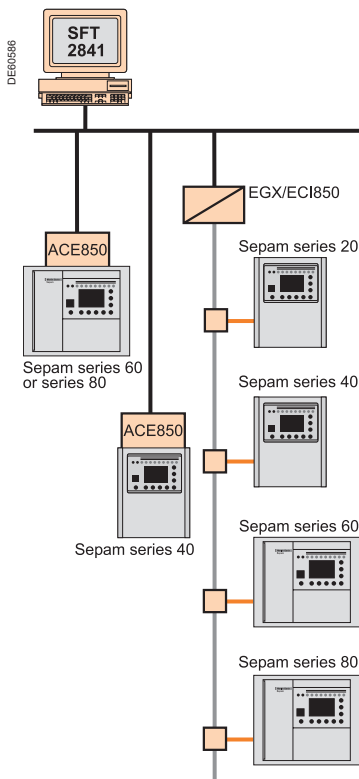 DE60586
SFT
2841
EGX/ECI850
ACE850
Sepam series 20
Sepam series 60
or series 80
Sepam series 40
ACE850
Sepam series 40
Sepam series 60
Sepam series 80